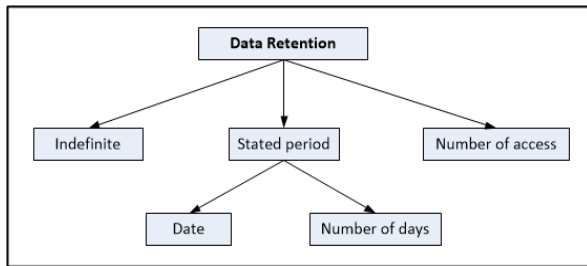 Data Retention
Indefinite
Stated period
Number of access
Date
Number of days